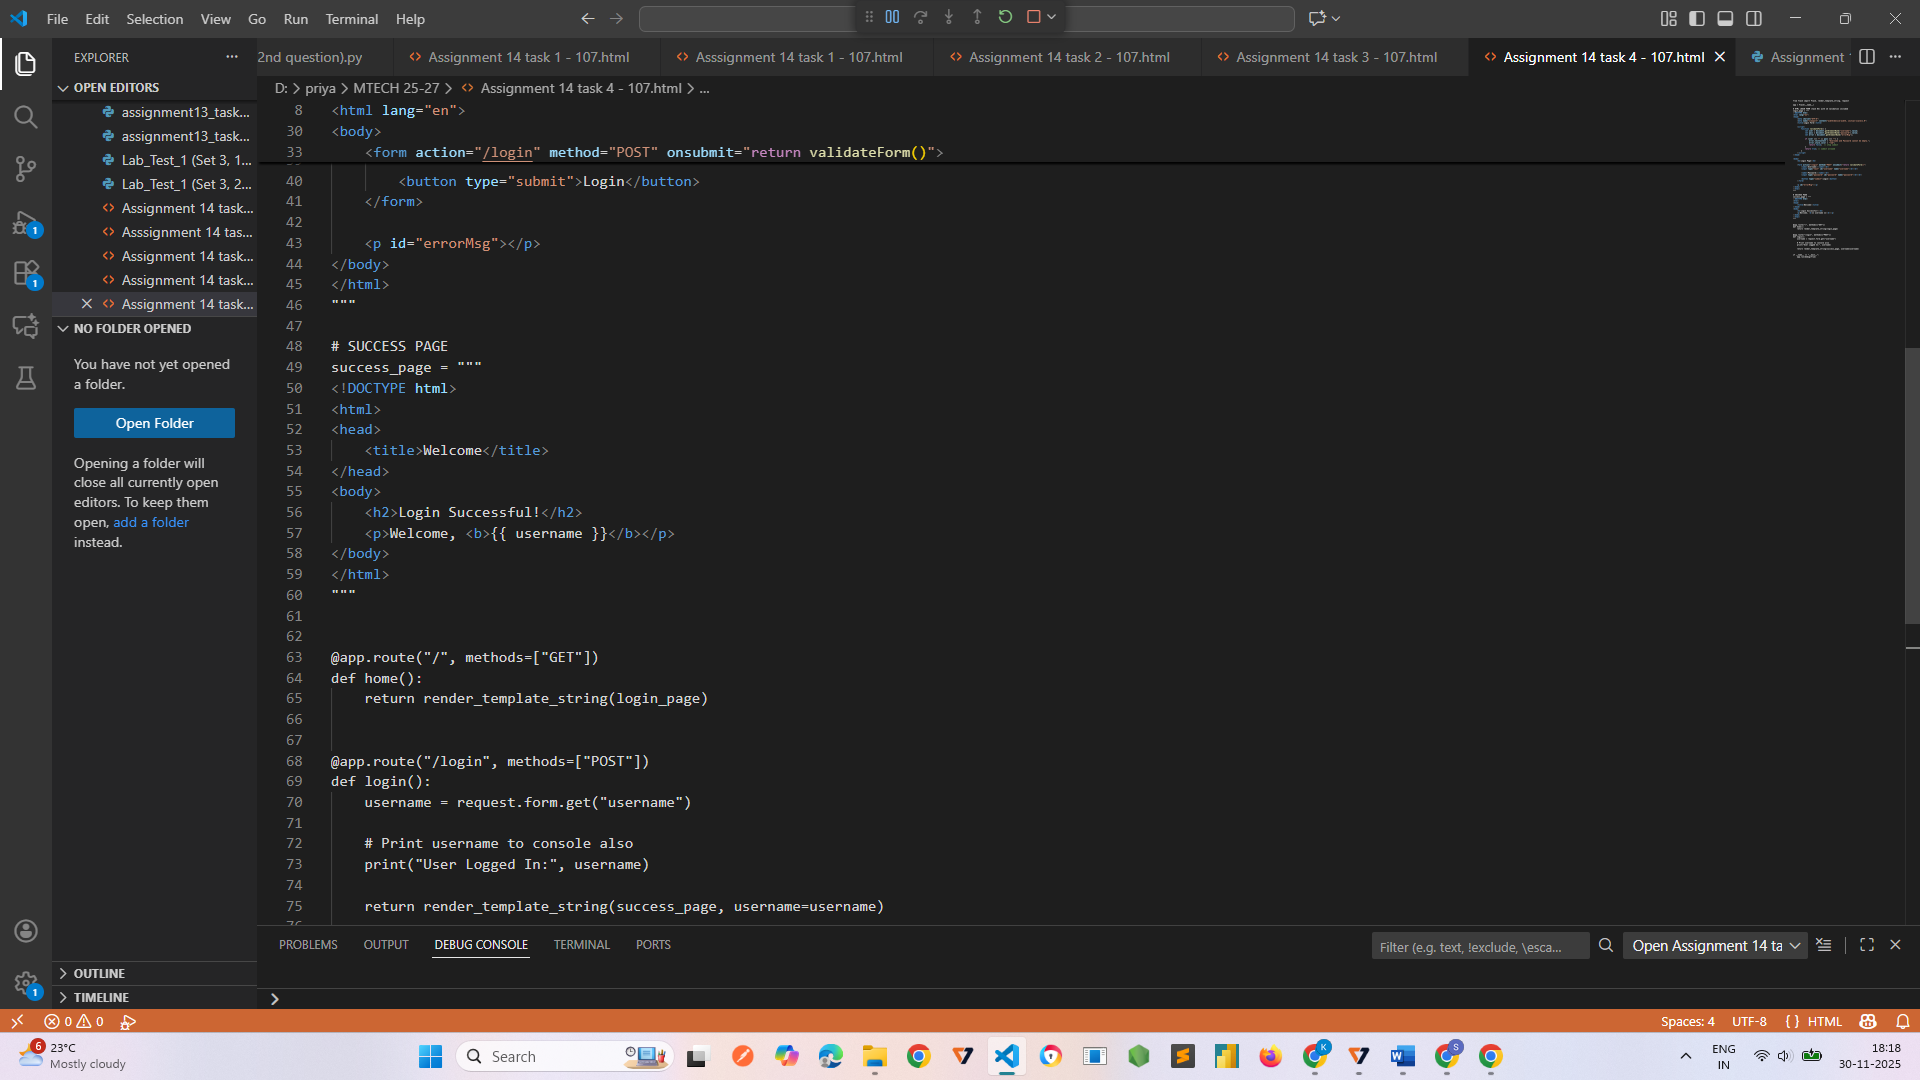 File Edit Selection View Go Run Terminal Help
EXPLORER
2nd question).py
Assignment 14 task 1 - 107.html
Asssignment 14 task 1 - 107.html
Assignment 14 task 2 - 107.html
Assignment 14 task 3 - 107.html
Assignment 14 task 4 - 107.html
Assignment
OPEN EDITORS
assignment13_task...
assignment13_task...
Lab_Test_1 (Set 3, 1...
Lab_Test_1 (Set 3, 2...
Assignment 14 task...
Asssignment 14 tas...
Assignment 14 task...
Assignment 14 task...
Assignment 14 task...
NO FOLDER OPENED
You have not yet opened
a folder.
Open Folder
Opening a folder will
close all currently open
editors. To keep them
open, add a folder
instead.
OUTLINE
TIMELINE
1
1
1
D: > priya > MTECH 25-27 > Assignment 14 task 4 - 107.html > ...
8 <html lang="en">
30 <body>
33 <form action="/login" method="POST" onsubmit="return validateForm()">
40 <button type="submit">Login</button>
41 </form>
42
43 <p id="errorMsg"></p>
44 </body>
45 </html>
46 """
47
48 # SUCCESS PAGE
49 success_page = """
50 <!DOCTYPE html>
51 <html>
52 <head>
53 <title>Welcome</title>
54 </head>
55 <body>
56 <h2>Login Successful!</h2>
57 <p>Welcome, <b>{{ username }}</b></p>
58 </body>
59 </html>
60 """
61
62
63 @app.route("/", methods=["GET"])
64 def home():
65 return render_template_string(login_page)
66
67
68 @app.route("/login", methods=["POST"])
69 def login():
70 username = request.form.get("username")
71
72 # Print username to console also
73 print("User Logged In:", username)
74
75 return render_template_string(success_page, username=username)
PROBLEMS OUTPUT DEBUG CONSOLE TERMINAL PORTS
Filter (e.g. text, !exclude, \esca...
Open Assignment 14 ta
0 0
Spaces: 4 UTF-8 { } HTML
6
23°C
Mostly cloudy
Search
K
S
ENG
IN
18:18
30-11-2025